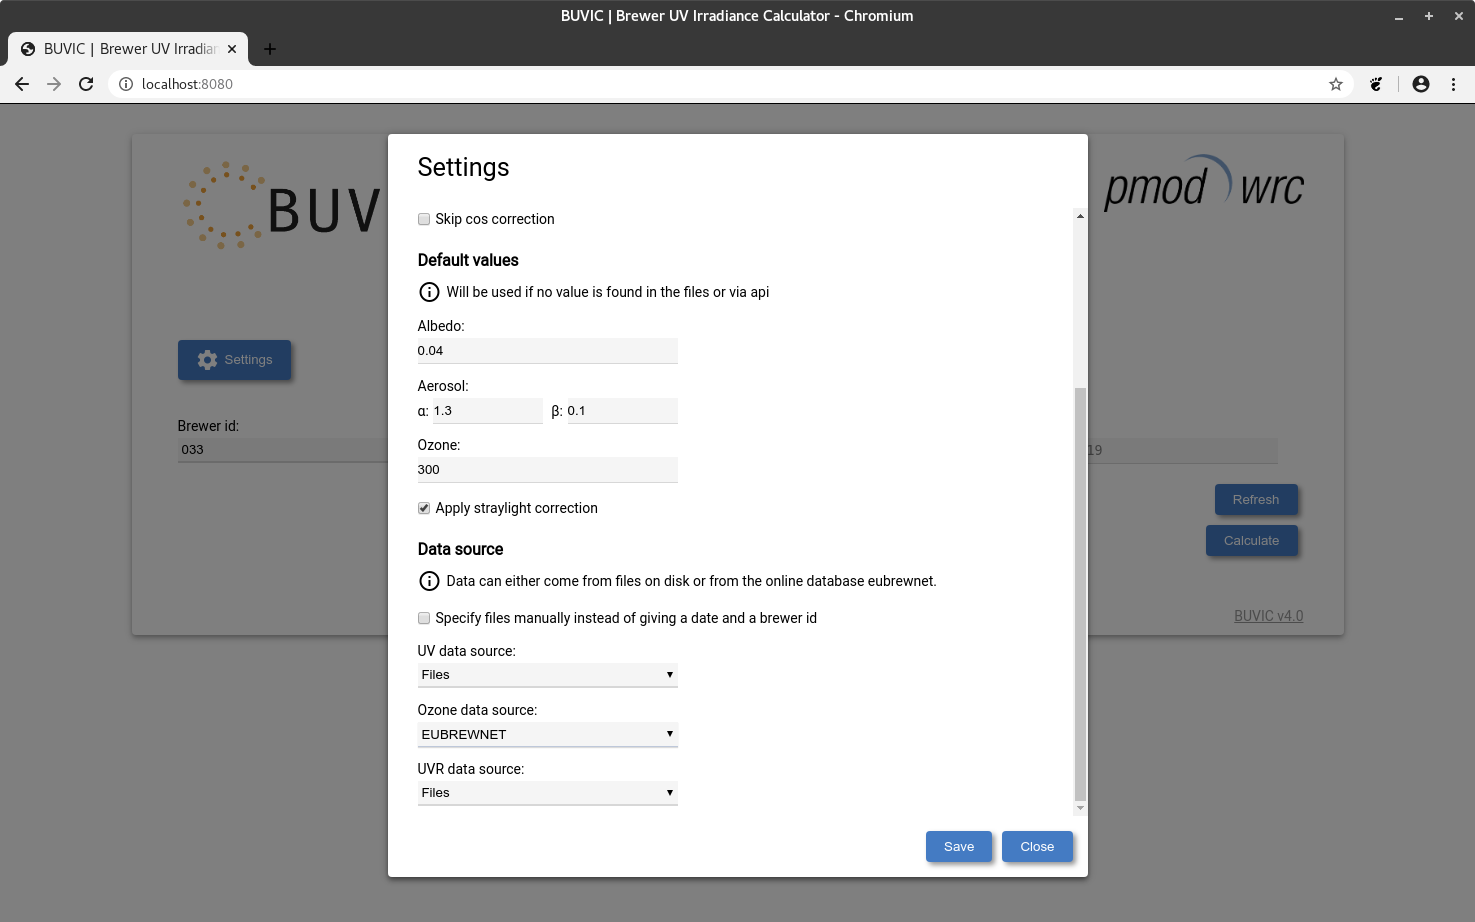 BUVIC | Brewer UV Irradiance Calculator - Chromium
BUVIC | Brewer UV Irradian
localhost:8080
BUV
pmod wrc
Settings
Brewer id:
033
19
Refresh
Calculate
BUVIC v4.0
Settings
Skip cos correction
Default values
Will be used if no value is found in the files or via api
Albedo:
0.04
Aerosol:
α: 1.3 β: 0.1
Ozone:
300
Apply straylight correction
Data source
Data can either come from files on disk or from the online database eubrewnet.
Specify files manually instead of giving a date and a brewer id
UV data source:
Files
Ozone data source:
EUBREWNET
UVR data source:
Files
Save Close